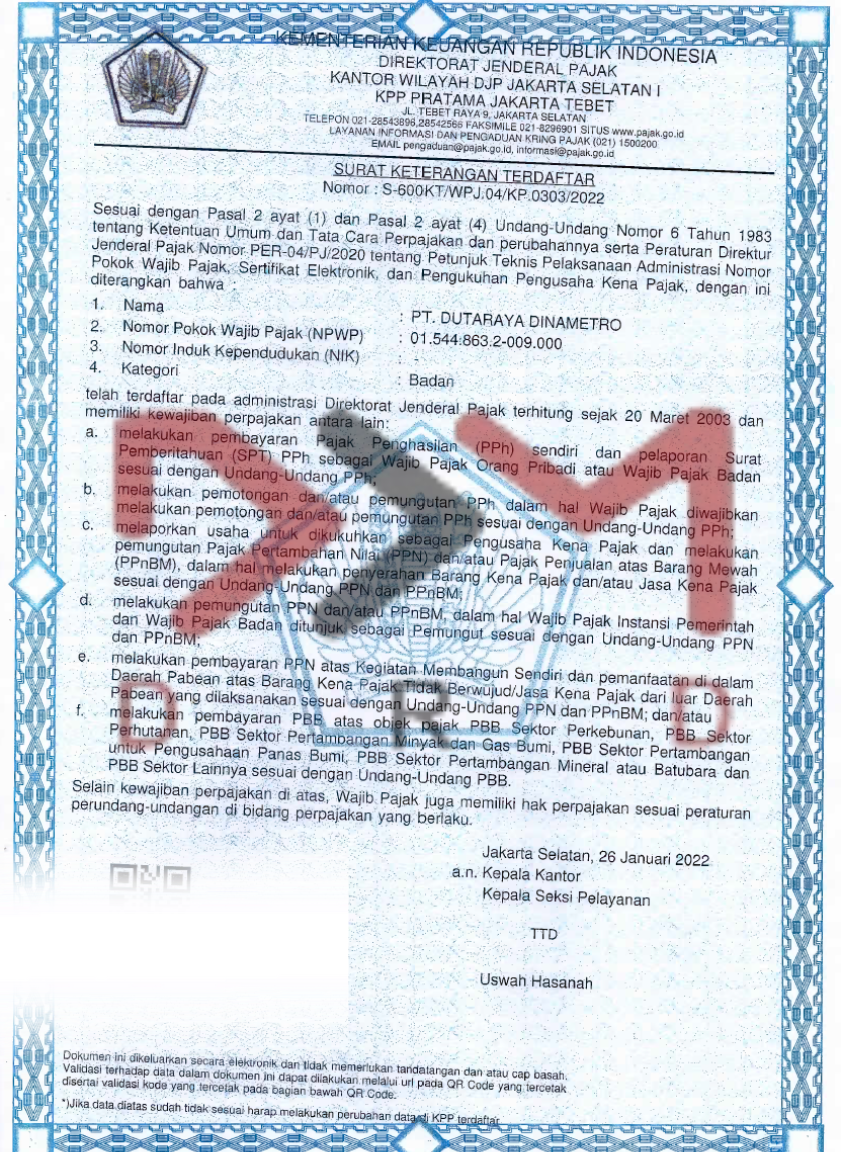 KEMENTERIAN KEUANGAN REPUBLIK INDONESIA
DIREKTORAT JENDERAL PAJAK
KANTOR WILAYAH DJP JAKARTA SELATAN I
KPP PRATAMA JAKARTA TEBET
JL. TEBET RAYA 9, JAKARTA SELATAN
TELEPON 021-28543898,28542566 FAKSIMILE 021-8296901 SITUS www.pajak.go.id
LAYANAN INFORMASI DAN PENGADUAN KRING PAJAK (021) 1500200
EMAIL pengaduan@pajak.go.id, informasi@pajak.go.id
SURAT KETERANGAN TERDAFTAR
Nomor : S-600KT/WPJ.04/KP.0303/2022
Sesuai dengan Pasal 2 ayat (1) dan Pasal 2 ayat (4) Undang-Undang Nomor 6 Tahun 1983
tentang Ketentuan Umum dan Tata Cara Perpajakan dan perubahannya serta Peraturan Direktur
Jenderal Pajak Nomor PER-04/PJ/2020 tentang Petunjuk Teknis Pelaksanaan Administrasi Nomor
Pokok Wajib Pajak, Sertifikat Elektronik, dan Pengukuhan Pengusaha Kena Pajak, dengan ini
diterangkan bahwa :
1. Nama : PT. DUTARAYA DINAMETRO
2. Nomor Pokok Wajib Pajak (NPWP) : 01.544.863.2-009.000
3. Nomor Induk Kependudukan (NIK) : -
4. Kategori : Badan
telah terdaftar pada administrasi Direktorat Jenderal Pajak terhitung sejak 20 Maret 2003 dan
memiliki kewajiban perpajakan antara lain:
a. melakukan pembayaran Pajak Penghasilan (PPh) sendiri dan pelaporan Surat
Pemberitahuan (SPT) PPh sebagai Wajib Pajak Orang Pribadi atau Wajib Pajak Badan
sesuai dengan Undang-Undang PPh;
b. melakukan pemotongan dan/atau pemungutan PPh dalam hal Wajib Pajak diwajibkan
melakukan pemotongan dan/atau pemungutan PPh sesuai dengan Undang-Undang PPh;
c. melaporkan usaha untuk dikukuhkan sebagai Pengusaha Kena Pajak dan melakukan
pemungutan Pajak Pertambahan Nilai (PPN) dan/atau Pajak Penjualan atas Barang Mewah
(PPnBM), dalam hal melakukan penyerahan Barang Kena Pajak dan/atau Jasa Kena Pajak
sesuai dengan Undang-Undang PPN dan PPnBM;
d. melakukan pemungutan PPN dan/atau PPnBM, dalam hal Wajib Pajak Instansi Pemerintah
dan Wajib Pajak Badan ditunjuk sebagai Pemungut sesuai dengan Undang-Undang PPN
dan PPnBM;
e. melakukan pembayaran PPN atas Kegiatan Membangun Sendiri dan pemanfaatan di dalam
Daerah Pabean atas Barang Kena Pajak Tidak Berwujud/Jasa Kena Pajak dari luar Daerah
Pabean yang dilaksanakan sesuai dengan Undang-Undang PPN dan PPnBM; dan/atau
f. melakukan pembayaran PBB atas objek pajak PBB Sektor Perkebunan, PBB Sektor
Perhutanan, PBB Sektor Pertambangan Minyak dan Gas Bumi, PBB Sektor Pertambangan
untuk Pengusahaan Panas Bumi, PBB Sektor Pertambangan Mineral atau Batubara dan
PBB Sektor Lainnya sesuai dengan Undang-Undang PBB.
D R D
Selain kewajiban perpajakan di atas, Wajib Pajak juga memiliki hak perpajakan sesuai peraturan
perundang-undangan di bidang perpajakan yang berlaku.
Jakarta Selatan, 26 Januari 2022
a.n. Kepala Kantor
Kepala Seksi Pelayanan
TTD
Uswah Hasanah
Dokumen ini dikeluarkan secara elektronik dan tidak memerlukan tandatangan dan atau cap basah.
Validasi terhadap data dalam dokumen ini dapat dilakukan melalui url pada QR Code yang tercetak
disertai validasi kode yang tercetak pada bagian bawah QR Code.
*)Jika data diatas sudah tidak sesuai harap melakukan perubahan data di KPP terdaftar